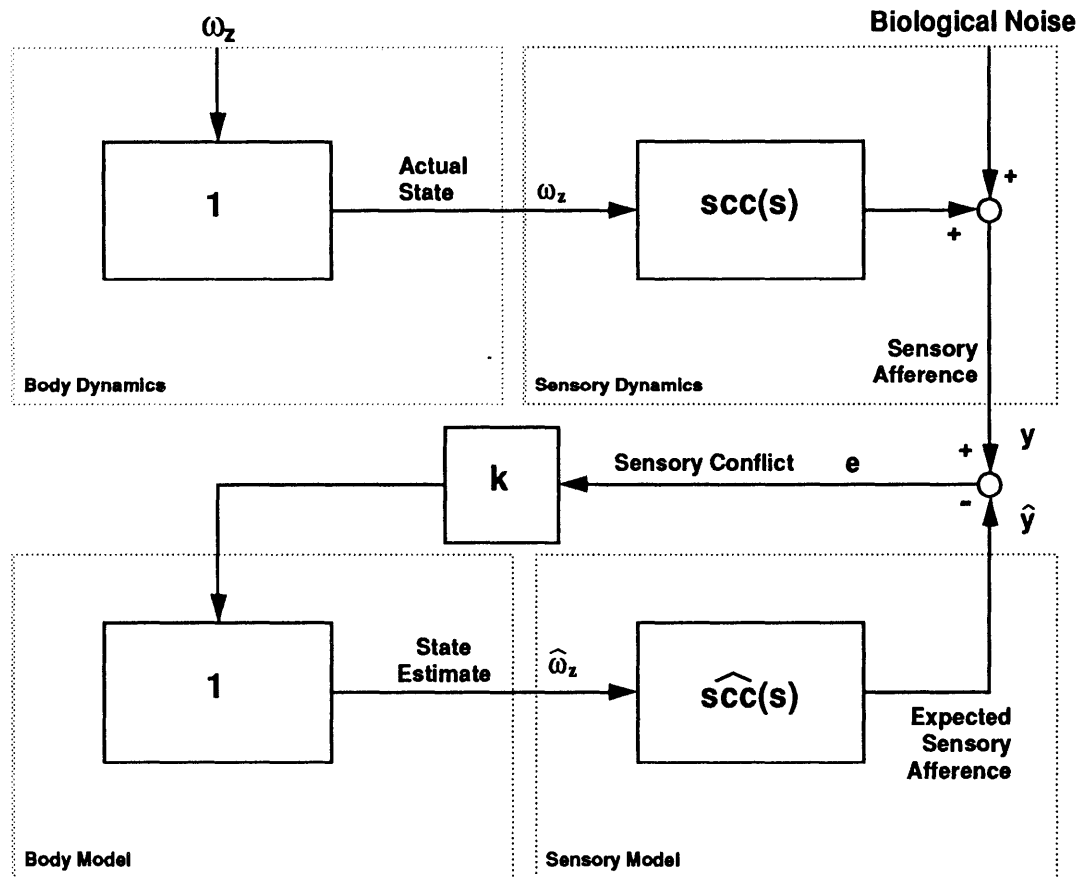 ω_z
Biological Noise
1
Actual
State
ω_z
scc(s)
+
+
Sensory
Afference
Body Dynamics
Sensory Dynamics
k
Sensory Conflict
e
+
y
-
ŷ
1
State
Estimate
ω̂_z
sĉc(s)
Expected
Sensory
Afference
Body Model
Sensory Model